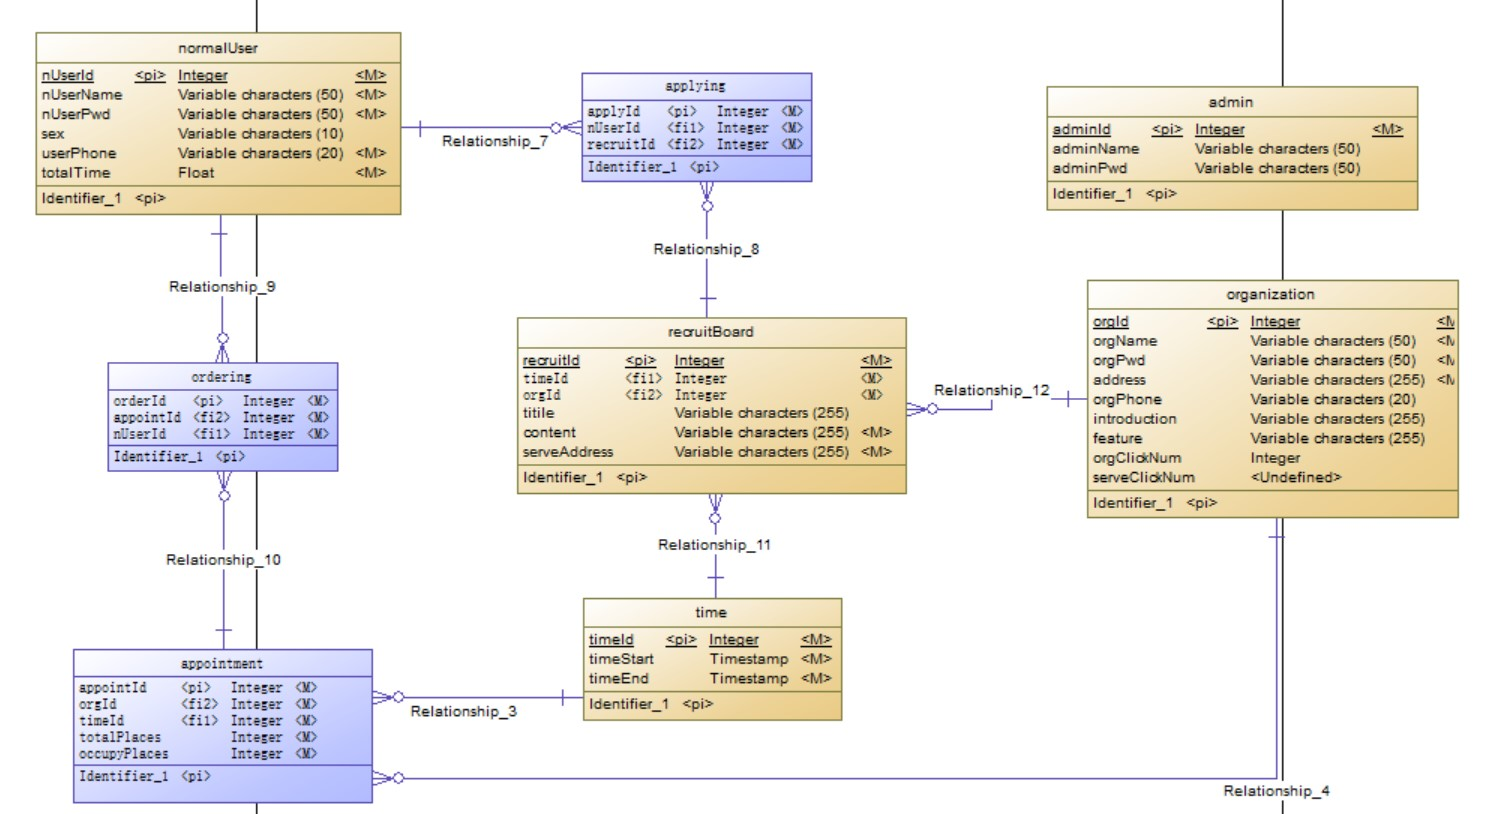 normalUser
nUserId <pi> Integer <M>
nUserName Variable characters (50) <M>
nUserPwd Variable characters (50) <M>
sex Variable characters (10)
userPhone Variable characters (20) <M>
totalTime Float <M>
Identifier_1 <pi>
Relationship_7
applying
applyId <pi> Integer <M>
nUserId <fi1> Integer <M>
recruitId <fi2> Integer <M>
Identifier_1 <pi>
admin
adminId <pi> Integer <M>
adminName Variable characters (50)
adminPwd Variable characters (50)
Identifier_1 <pi>
Relationship_9
Relationship_8
organization
orgId <pi> Integer <M
orgName Variable characters (50) <M
orgPwd Variable characters (50) <M
address Variable characters (255) <M
orgPhone Variable characters (20)
introduction Variable characters (255)
feature Variable characters (255)
orgClickNum Integer
serveClickNum <Undefined>
Identifier_1 <pi>
recruitBoard
recruitId <pi> Integer <M>
timeId <fi1> Integer <M>
orgId <fi2> Integer <M>
titile Variable characters (255)
content Variable characters (255) <M>
serveAddress Variable characters (255) <M>
Identifier_1 <pi>
Relationship_12
ordering
orderId <pi> Integer <M>
appointId <fi2> Integer <M>
nUserId <fi1> Integer <M>
Identifier_1 <pi>
Relationship_10
Relationship_11
time
timeId <pi> Integer <M>
timeStart Timestamp <M>
timeEnd Timestamp <M>
Identifier_1 <pi>
appointment
appointId <pi> Integer <M>
orgId <fi2> Integer <M>
timeId <fi1> Integer <M>
totalPlaces Integer <M>
occupyPlaces Integer <M>
Identifier_1 <pi>
Relationship_3
Relationship_4